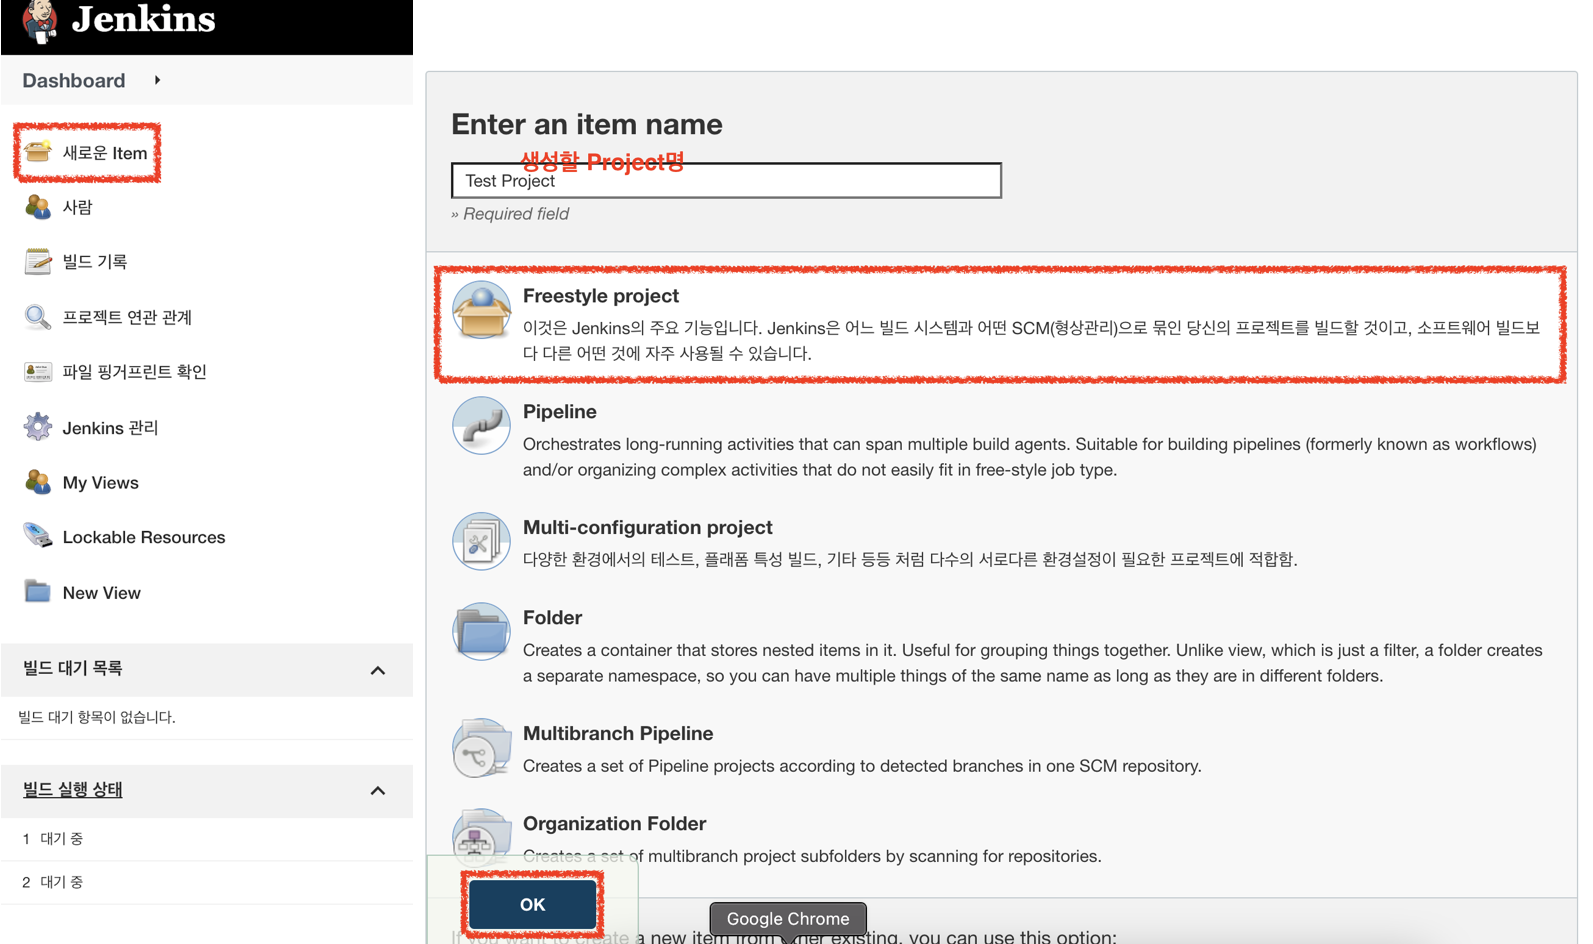 Jenkins
Dashboard
새로운 Item
사람
빌드 기록
프로젝트 연관 관계
파일 핑거프린트 확인
Jenkins 관리
My Views
Lockable Resources
New View
빌드 대기 목록
빌드 대기 항목이 없습니다.
빌드 실행 상태
1 대기 중
2 대기 중
Enter an item name
생성할 Project명
Test Project
» Required field
Freestyle project
이것은 Jenkins의 주요 기능입니다. Jenkins은 어느 빌드 시스템과 어떤 SCM(형상관리)으로 묶인 당신의 프로젝트를 빌드할 것이고, 소프트웨어 빌드보
다 다른 어떤 것에 자주 사용될 수 있습니다.
Pipeline
Orchestrates long-running activities that can span multiple build agents. Suitable for building pipelines (formerly known as workflows)
and/or organizing complex activities that do not easily fit in free-style job type.
Multi-configuration project
다양한 환경에서의 테스트, 플래폼 특성 빌드, 기타 등등 처럼 다수의 서로다른 환경설정이 필요한 프로젝트에 적합함.
Folder
Creates a container that stores nested items in it. Useful for grouping things together. Unlike view, which is just a filter, a folder creates
a separate namespace, so you can have multiple things of the same name as long as they are in different folders.
Multibranch Pipeline
Creates a set of Pipeline projects according to detected branches in one SCM repository.
Organization Folder
Creates a set of multibranch project subfolders by scanning for repositories.
OK
Google Chrome
If you want to create a new item from other existing, you can use this option: